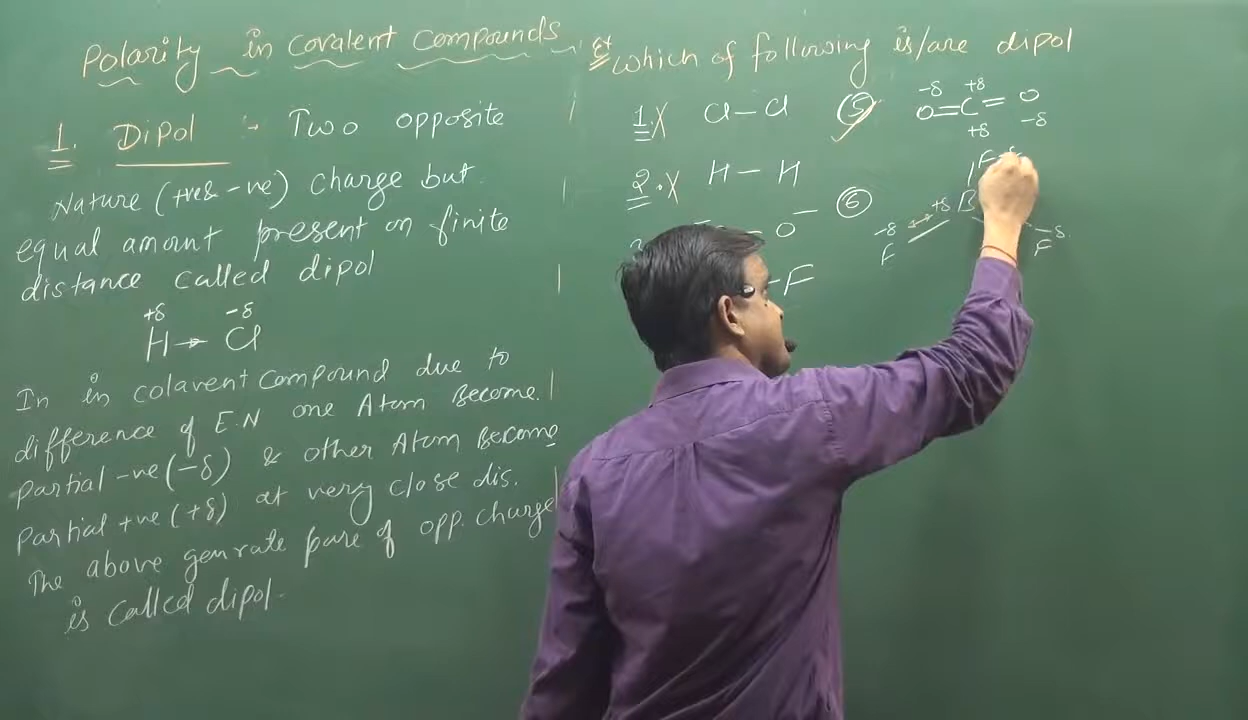 Polarity in Covalent Compounds
1. Dipol - Two opposite
Nature (+ve & -ve) charge but
equal amount present on finite
distance called dipol
+δ -δ
H → Cl
In in colavent compound due to
difference of E.N one Atom Become
Partial -ve (-δ) & other Atom Become
Partial +ve (+δ) at very close dis.
The above genrate pare of opp. charge
is called dipol-
Which of following is/are dipol
1. X Cl-Cl
2. X H-H
- O
-F
5 -δ +δ
O=C=O
+δ -δ
6
F
-δ +δ B
F -δ
F